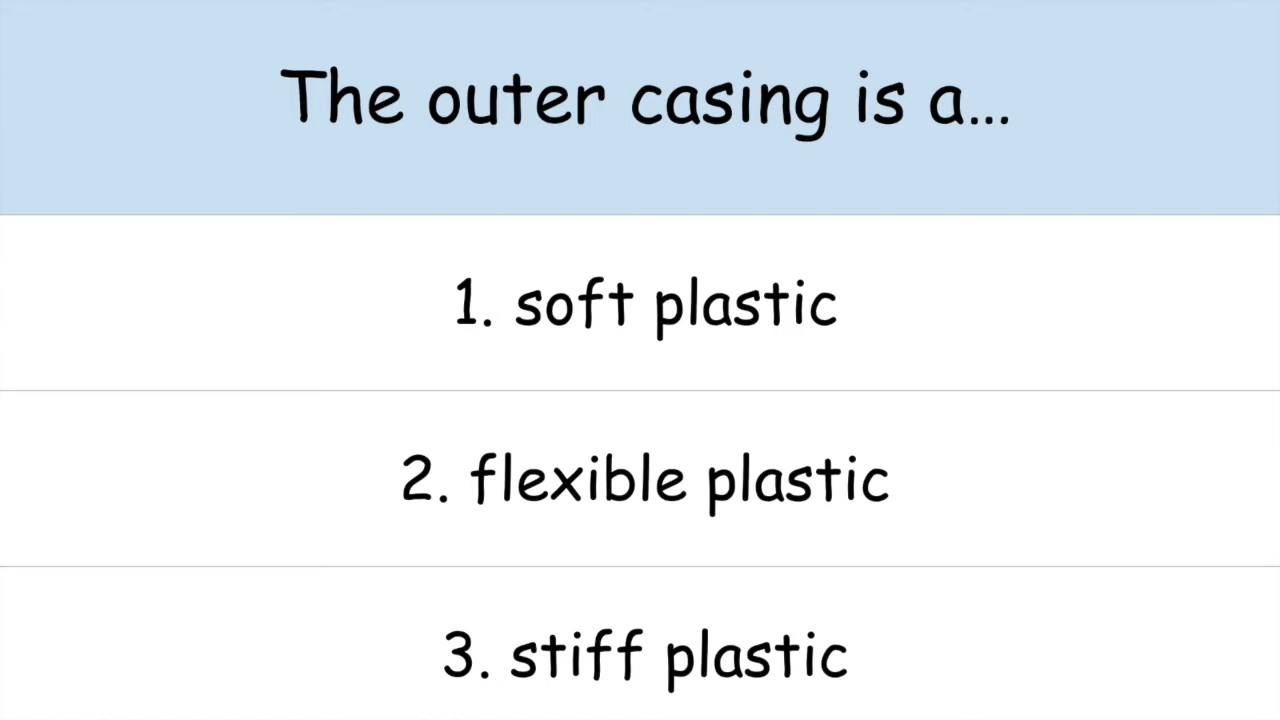 The outer casing is a...
1. soft plastic
2. flexible plastic
3. stiff plastic